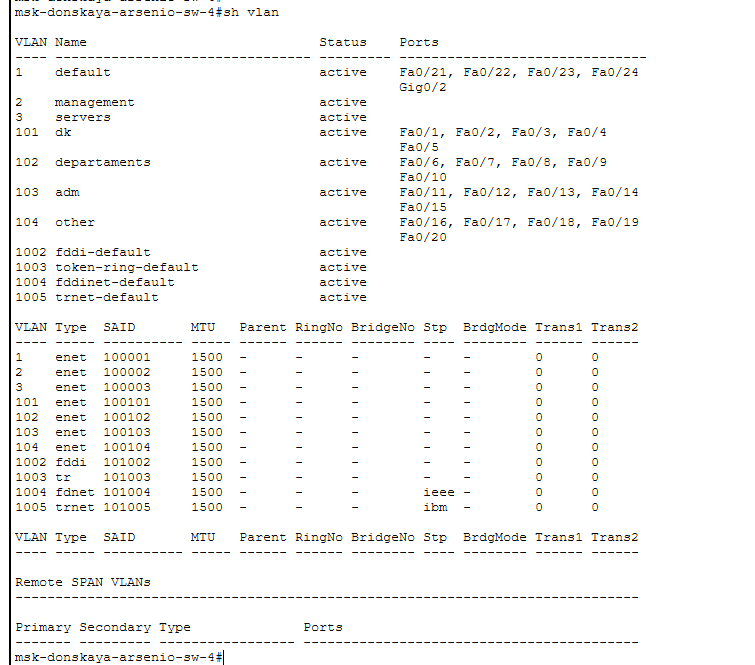 msk-donskaya-arsenio-sw-4#sh vlan
VLAN Name                             Status    Ports
---- -------------------------------- --------- -------------------------------
1    default                          active    Fa0/21, Fa0/22, Fa0/23, Fa0/24
                                                Gig0/2
2    management                       active
3    servers                          active
101  dk                               active    Fa0/1, Fa0/2, Fa0/3, Fa0/4
                                                Fa0/5
102  departaments                     active    Fa0/6, Fa0/7, Fa0/8, Fa0/9
                                                Fa0/10
103  adm                              active    Fa0/11, Fa0/12, Fa0/13, Fa0/14
                                                Fa0/15
104  other                            active    Fa0/16, Fa0/17, Fa0/18, Fa0/19
                                                Fa0/20
1002 fddi-default                     active
1003 token-ring-default               active
1004 fddinet-default                  active
1005 trnet-default                    active
VLAN Type  SAID       MTU   Parent RingNo BridgeNo Stp  BrdgMode Trans1 Trans2
---- ----- ---------- ----- ------ ------ -------- ---- -------- ------ ------
1    enet  100001     1500  -      -      -        -    -        0      0
2    enet  100002     1500  -      -      -        -    -        0      0
3    enet  100003     1500  -      -      -        -    -        0      0
101  enet  100101     1500  -      -      -        -    -        0      0
102  enet  100102     1500  -      -      -        -    -        0      0
103  enet  100103     1500  -      -      -        -    -        0      0
104  enet  100104     1500  -      -      -        -    -        0      0
1002 fddi  101002     1500  -      -      -        -    -        0      0
1003 tr    101003     1500  -      -      -        -    -        0      0
1004 fdnet 101004     1500  -      -      -        ieee -        0      0
1005 trnet 101005     1500  -      -      -        ibm  -        0      0
VLAN Type  SAID       MTU   Parent RingNo BridgeNo Stp  BrdgMode Trans1 Trans2
---- ----- ---------- ----- ------ ------ -------- ---- -------- ------ ------
Remote SPAN VLANs
------------------------------------------------------------------------------
Primary Secondary Type              Ports
------- --------- ----------------- ------------------------------------------
msk-donskaya-arsenio-sw-4#